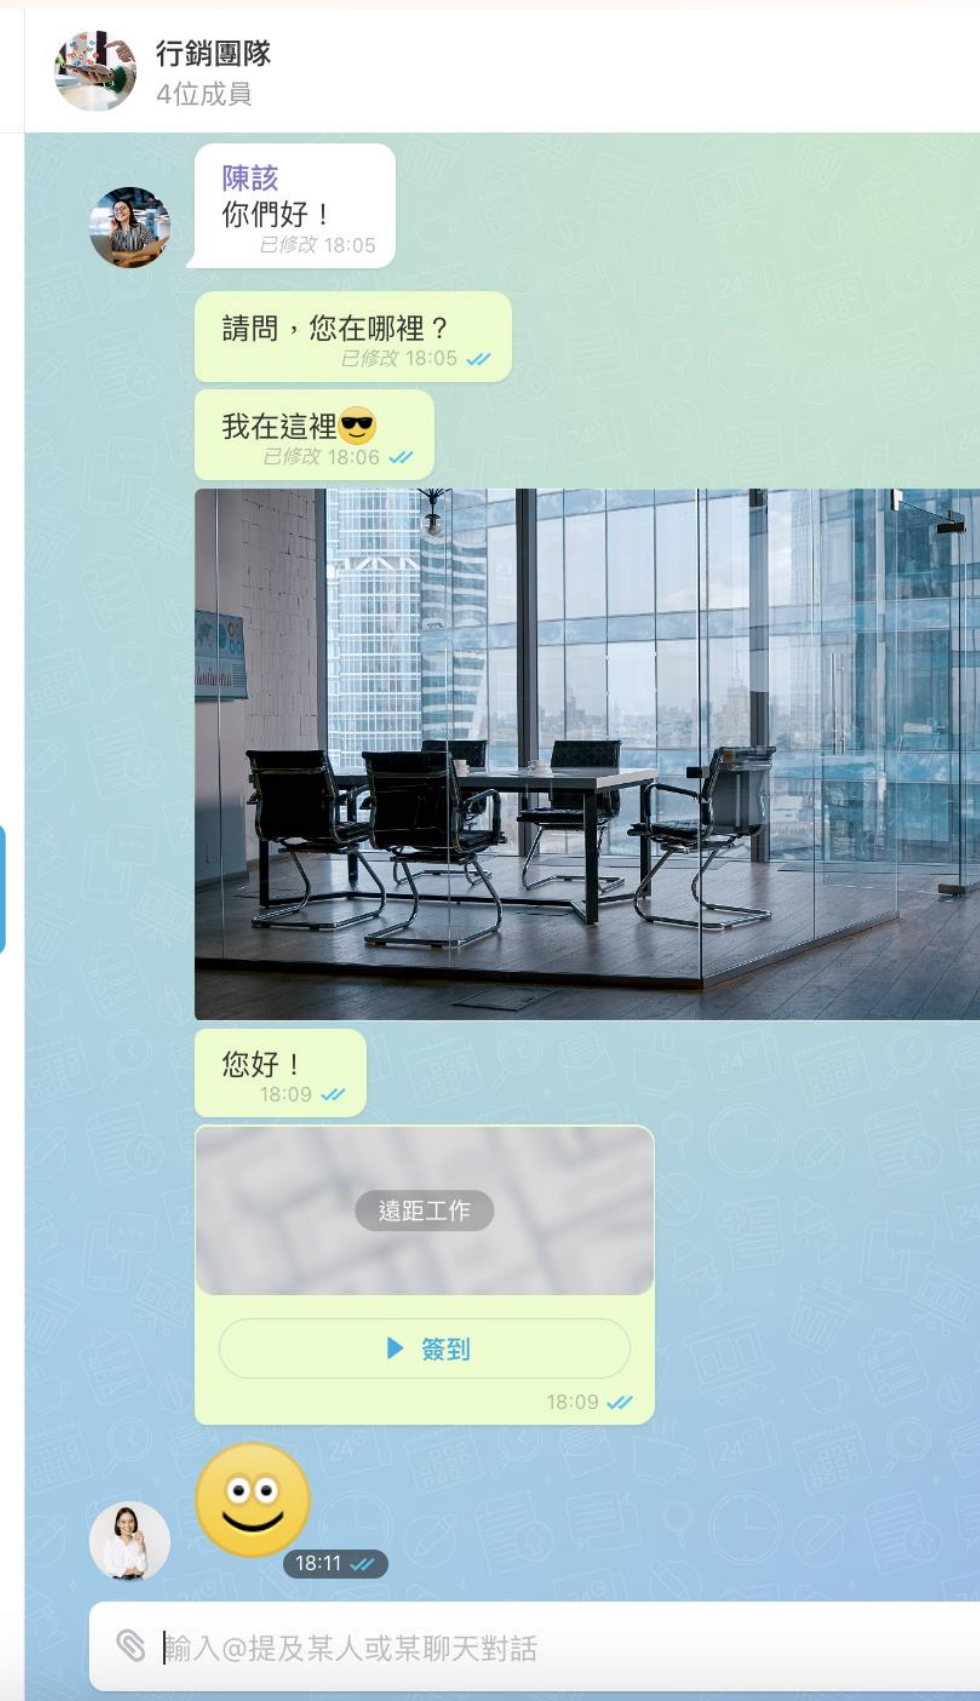 行銷團隊
4位成員
陳該
你們好！
已修改 18:05
請問，您在哪裡？
已修改 18:05
我在這裡😎
已修改 18:06
您好！
18:09
遠距工作
簽到
18:09
18:11
輸入@提及某人或某聊天對話